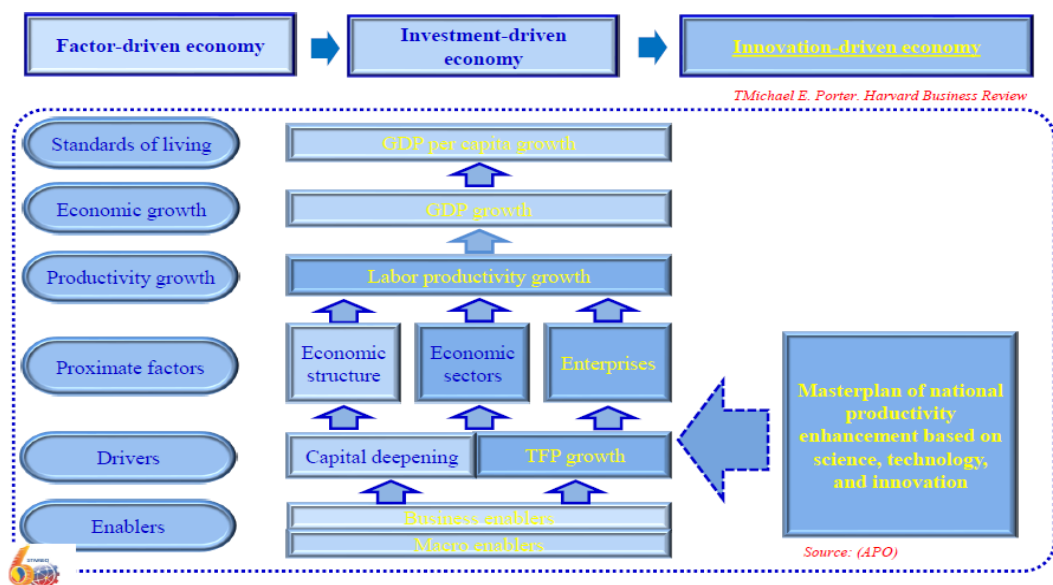 Factor-driven economy
Investment-driven
economy
Innovation-driven economy
TMichael E. Porter. Harvard Business Review
Standards of living
GDP per capita growth
Economic growth
GDP growth
Productivity growth
Labor productivity growth
Proximate factors
Economic
structure
Economic
sectors
Enterprises
Masterplan of national
productivity
enhancement based on
science, technology,
and innovation
Drivers
Capital deepening
TFP growth
Enablers
Business enablers
Macro enablers
Source: (APO)